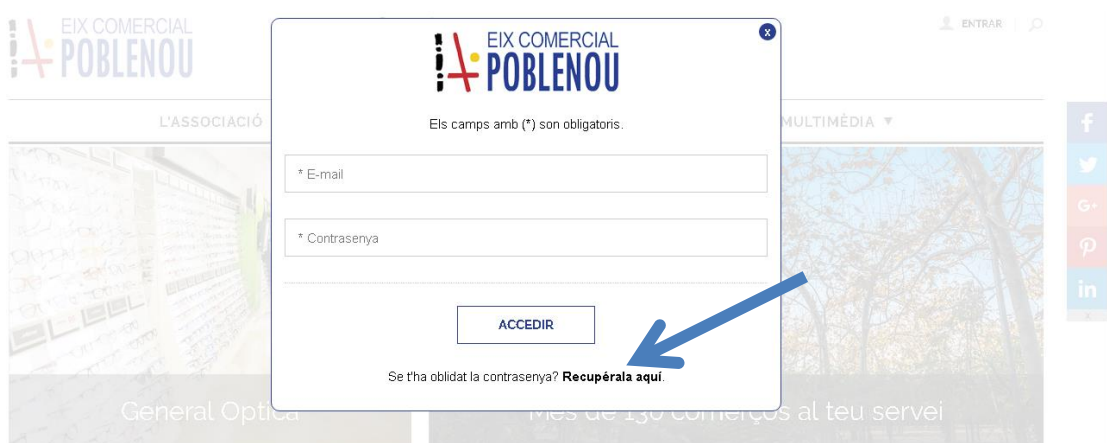 EIX COMERCIAL
POBLENOU
ENTRAR
L'ASSOCIACIÓ
MULTIMÈDIA ▼
EIX COMERCIAL
POBLENOU
x
Els camps amb (*) son obligatoris.
* E-mail
* Contrasenya
ACCEDIR
Se t'ha oblidat la contrasenya? Recupérala aquí.
General Optica
Més de 130 comerços al teu servei
f
G+
in
x